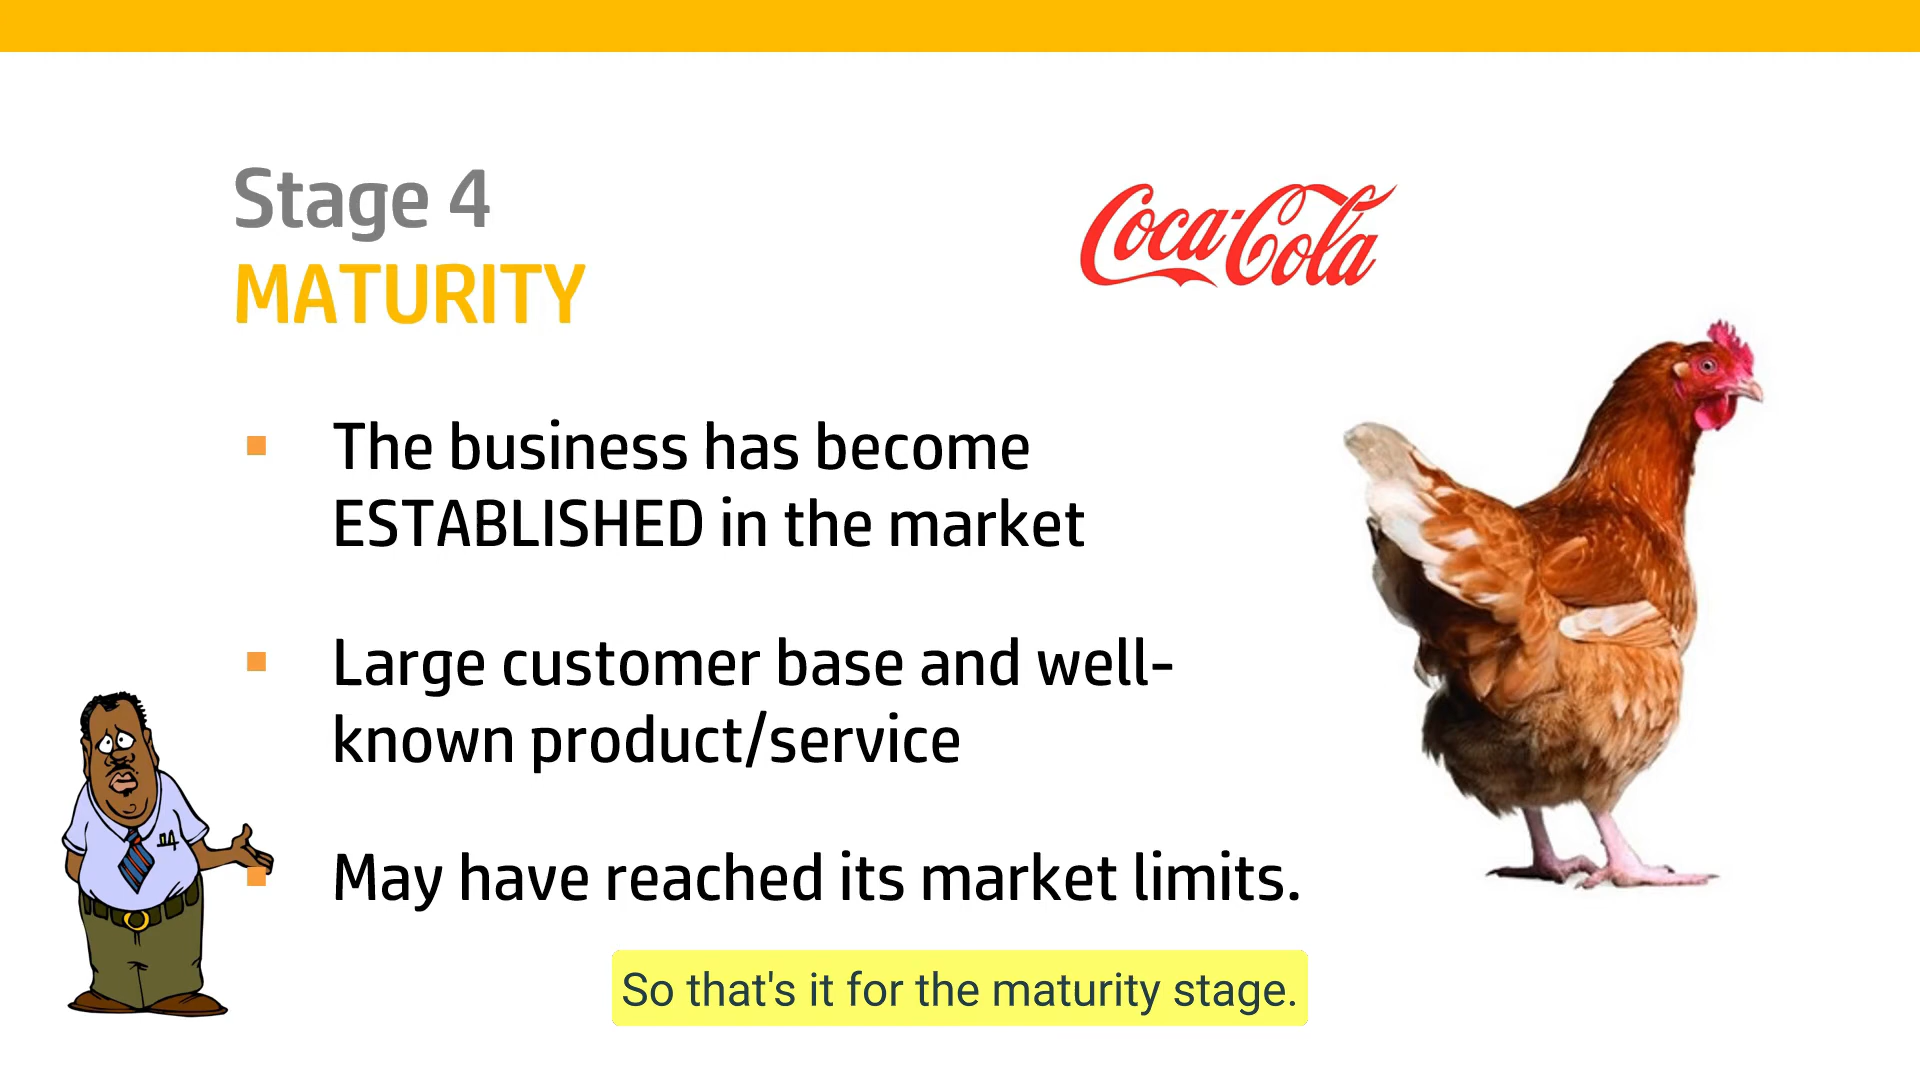 Stage 4
MATURITY
Coca-Cola
The business has become
ESTABLISHED in the market
Large customer base and well-
known product/service
May have reached its market limits.
So that's it for the maturity stage.